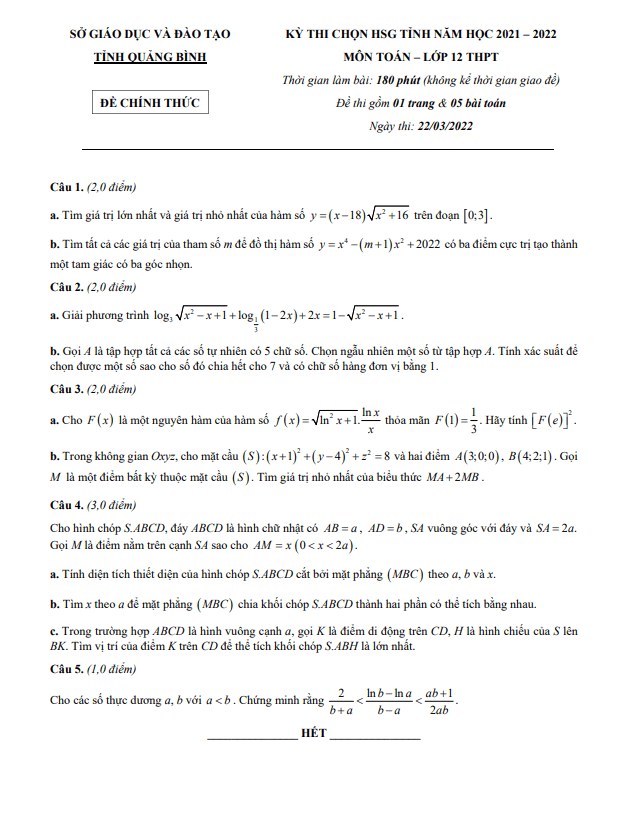 SỞ GIÁO DỤC VÀ ĐÀO TẠO
TỈNH QUẢNG BÌNH
ĐỀ CHÍNH THỨC
KỲ THI CHỌN HSG TỈNH NĂM HỌC 2021 – 2022
MÔN TOÁN – LỚP 12 THPT
Thời gian làm bài: 180 phút (không kể thời gian giao đề)
Đề thi gồm 01 trang & 05 bài toán
Ngày thi: 22/03/2022
Câu 1. (2,0 điểm)
a. Tìm giá trị lớn nhất và giá trị nhỏ nhất của hàm số y = (x−18)√(x²+16) trên đoạn [0;3].
b. Tìm tất cả các giá trị của tham số m để đồ thị hàm số y = x⁴ −(m+1)x² + 2022 có ba điểm cực trị tạo thành
một tam giác có ba góc nhọn.
Câu 2. (2,0 điểm)
a. Giải phương trình log₃ √(x²−x+1) + log_{1/3}(1−2x) + 2x = 1 − √(x²−x+1).
b. Gọi A là tập hợp tất cả các số tự nhiên có 5 chữ số. Chọn ngẫu nhiên một số từ tập hợp A. Tính xác suất để
chọn được một số sao cho số đó chia hết cho 7 và có chữ số hàng đơn vị bằng 1.
Câu 3. (2,0 điểm)
a. Cho F(x) là một nguyên hàm của hàm số f(x) = √(ln² x+1).(ln x)/x thỏa mãn F(1) = 1/3. Hãy tính [F(e)]².
b. Trong không gian Oxyz, cho mặt cầu (S):(x+1)² +(y−4)² + z² = 8 và hai điểm A(3;0;0), B(4;2;1). Gọi
M là một điểm bất kỳ thuộc mặt cầu (S). Tìm giá trị nhỏ nhất của biểu thức MA+2MB.
Câu 4. (3,0 điểm)
Cho hình chóp S.ABCD, đáy ABCD là hình chữ nhật có AB = a, AD = b, SA vuông góc với đáy và SA = 2a.
Gọi M là điểm nằm trên cạnh SA sao cho AM = x (0 < x < 2a).
a. Tính diện tích thiết diện của hình chóp S.ABCD cắt bởi mặt phẳng (MBC) theo a, b và x.
b. Tìm x theo a để mặt phẳng (MBC) chia khối chóp S.ABCD thành hai phần có thể tích bằng nhau.
c. Trong trường hợp ABCD là hình vuông cạnh a, gọi K là điểm di động trên CD, H là hình chiếu của S lên
BK. Tìm vị trí của điểm K trên CD để thể tích khối chóp S.ABH là lớn nhất.
Câu 5. (1,0 điểm)
Cho các số thực dương a, b với a < b. Chứng minh rằng 2/(b+a) < (ln b − ln a)/(b−a) < (ab+1)/(2ab).
HẾT